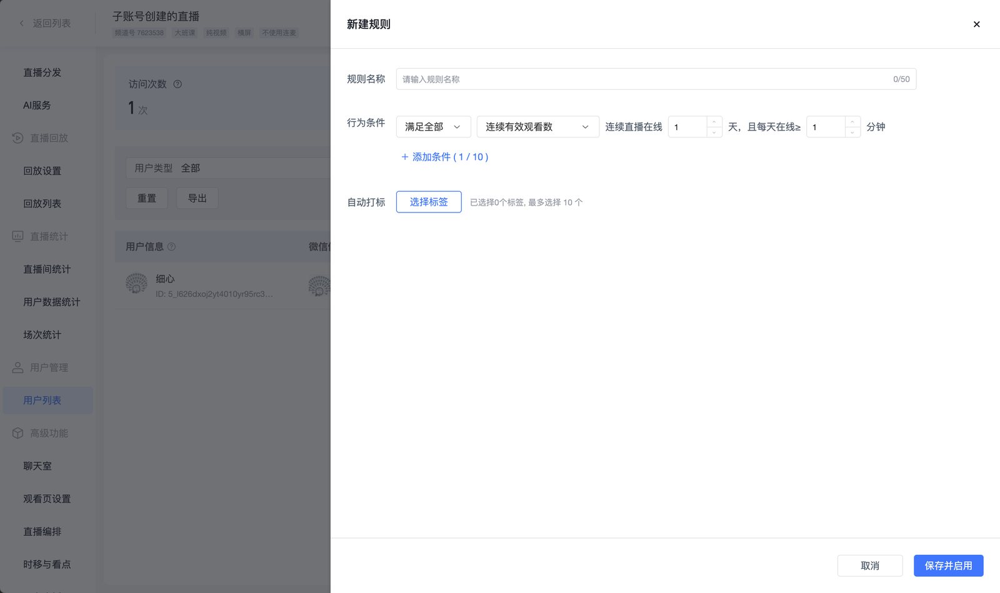 返回列表
子账号创建的直播
频道号 7623538 大班课 纯视频 横屏 不使用连麦
直播分发
AI服务
直播回放
回放设置
回放列表
直播统计
直播间统计
用户数据统计
场次统计
用户管理
用户列表
高级功能
聊天室
观看页设置
直播编排
时移与看点
访问次数
1 次
用户类型 全部
重置 导出
用户信息
细心
ID: 5_l626dxoj2yt4010yr95rc3...
新建规则
规则名称 请输入规则名称 0/50
行为条件 满足全部 连续有效观看数 连续直播在线 1 天，且每天在线≥ 1 分钟
+ 添加条件 ( 1 / 10 )
自动打标 选择标签 已选择0个标签, 最多选择 10 个
取消 保存并启用